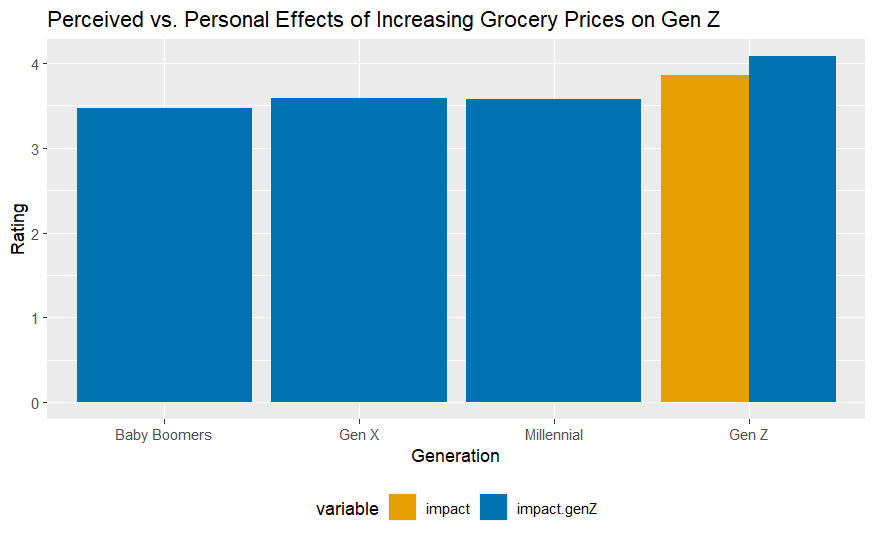 Perceived vs. Personal Effects of Increasing Grocery Prices on Gen Z
4
3
2
1
0
Rating
Baby Boomers Gen X Millennial Gen Z
Generation
variable impact impact.genZ